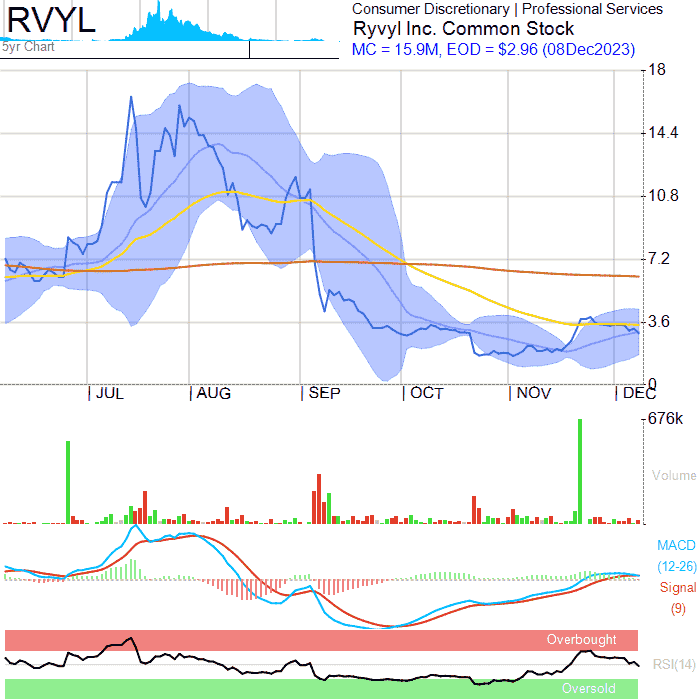 RVYL
5yr Chart
Consumer Discretionary | Professional Services
Ryvyl Inc. Common Stock
MC = 15.9M, EOD = $2.96 (08Dec2023)
18
14.4
10.8
7.2
3.6
0
JUL AUG SEP OCT NOV DEC
676k
Volume
MACD
(12-26)
Signal
(9)
Overbought
RSI(14)
Oversold